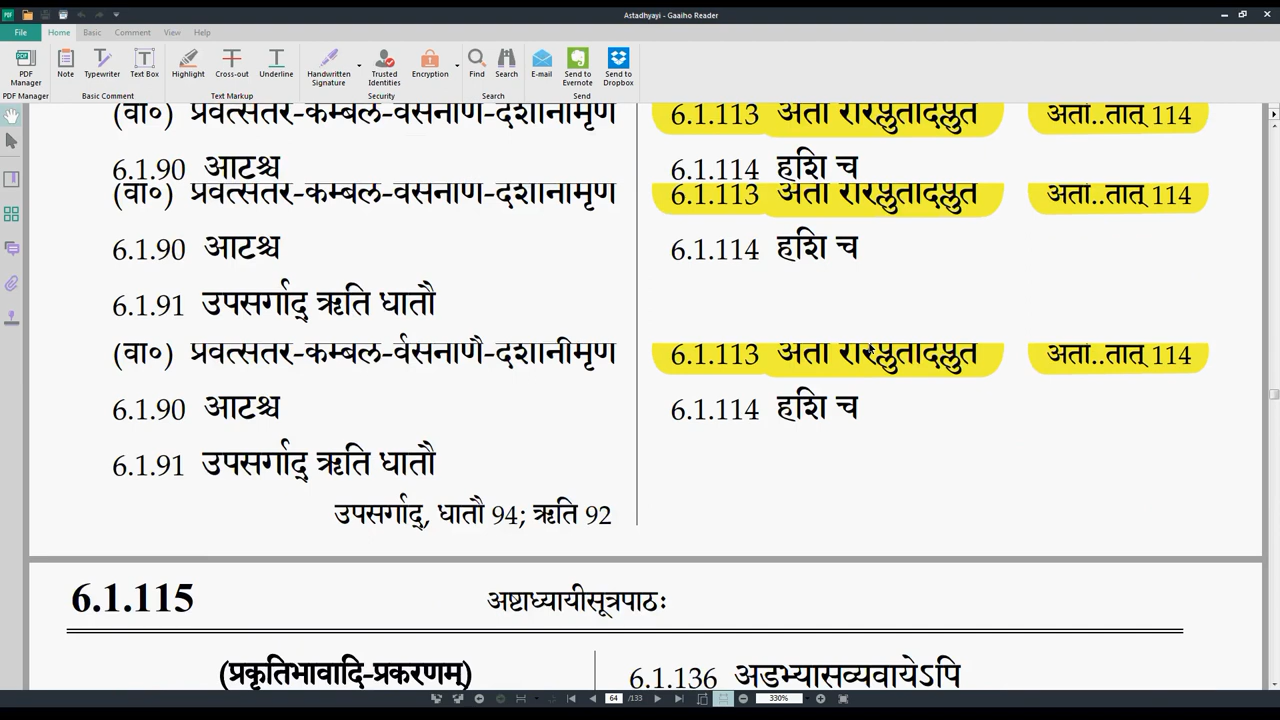 Astadhyayi - Gaaiho Reader
File Home Basic Comment View Help
PDF Manager Note Typewriter Text Box Highlight Cross-out Underline Handwritten Signature Trusted Identities Encryption Find Search E-mail Send to Evernote Send to Dropbox
PDF Manager Basic Comment Text Markup Security Search Send
(वा०) प्रवत्सतर-कम्बल-वसनार्ण-दशानामृण
6.1.90 आटश्च
(वा०) प्रवत्सतर-कम्बल-वसनार्ण-दशानामृण
6.1.90 आटश्च
6.1.91 उपसर्गाद् ऋति धातौ
(वा०)
6.1.90 आटश्च
6.1.91 उपसर्गाद् ऋति धातौ
उपसर्गाद्, धातौ 94; ऋति 92
6.1.113 अतो रोरप्लुतादप्लुते अतो..तात् 114
6.1.114 हशि च
6.1.113 अतो रोरप्लुतादप्लुते अतो..तात् 114
6.1.114 हशि च
6.1.113 अतो रोरप्लुतादप्लुते अतो..तात् 114
6.1.114 हशि च
6.1.115 अष्टाध्यायीसूत्रपाठः
(प्रकृतिभावादि-प्रकरणम्)
6.1.136 अडभ्यासव्यवायेऽपि
64 /133 330%